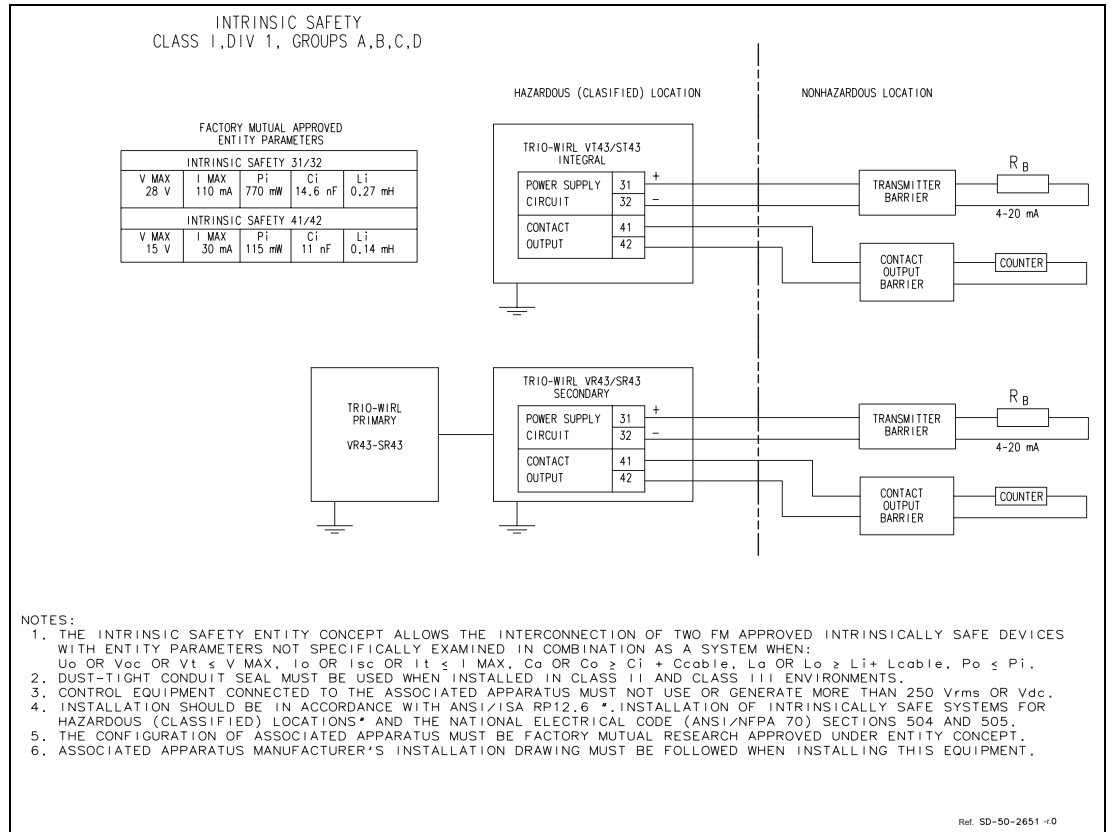 INTRINSIC SAFETY
CLASS I,DIV 1, GROUPS A,B,C,D
HAZARDOUS (CLASIFIED) LOCATION
NONHAZARDOUS LOCATION
FACTORY MUTUAL APPROVED
ENTITY PARAMETERS
INTRINSIC SAFETY 31/32
V MAX I MAX Pi Ci Li
28 V 110 mA 770 mW 14.6 nF 0.27 mH
INTRINSIC SAFETY 41/42
V MAX I MAX Pi Ci Li
15 V 30 mA 115 mW 11 nF 0.14 mH
TRIO-WIRL VT43/ST43
INTEGRAL
POWER SUPPLY 31 +
CIRCUIT 32 –
CONTACT 41
OUTPUT 42
TRANSMITTER
BARRIER
RB
4-20 mA
CONTACT
OUTPUT
BARRIER
COUNTER
TRIO-WIRL
PRIMARY
VR43-SR43
TRIO-WIRL VR43/SR43
SECONDARY
POWER SUPPLY 31 +
CIRCUIT 32 –
CONTACT 41
OUTPUT 42
TRANSMITTER
BARRIER
RB
4-20 mA
CONTACT
OUTPUT
BARRIER
COUNTER
NOTES:
1. THE INTRINSIC SAFETY ENTITY CONCEPT ALLOWS THE INTERCONNECTION OF TWO FM APPROVED INTRINSICALLY SAFE DEVICES
WITH ENTITY PARAMETERS NOT SPECIFICALLY EXAMINED IN COMBINATION AS A SYSTEM WHEN:
Uo OR Voc OR Vt ≤ V MAX, Io OR Isc OR It ≤ I MAX, Ca OR Co ≥ Ci + Ccable, La OR Lo ≥ Li+ Lcable, Po ≤ Pi.
2. DUST-TIGHT CONDUIT SEAL MUST BE USED WHEN INSTALLED IN CLASS II AND CLASS III ENVIRONMENTS.
3. CONTROL EQUIPMENT CONNECTED TO THE ASSOCIATED APPARATUS MUST NOT USE OR GENERATE MORE THAN 250 Vrms OR Vdc.
4. INSTALLATION SHOULD BE IN ACCORDANCE WITH ANSI/ISA RP12.6 ".INSTALLATION OF INTRINSICALLY SAFE SYSTEMS FOR
HAZARDOUS (CLASSIFIED) LOCATIONS" AND THE NATIONAL ELECTRICAL CODE (ANSI/NFPA 70) SECTIONS 504 AND 505.
5. THE CONFIGURATION OF ASSOCIATED APPARATUS MUST BE FACTORY MUTUAL RESEARCH APPROVED UNDER ENTITY CONCEPT.
6. ASSOCIATED APPARATUS MANUFACTURER'S INSTALLATION DRAWING MUST BE FOLLOWED WHEN INSTALLING THIS EQUIPMENT.
Ref. SD-50-2651 -r.0